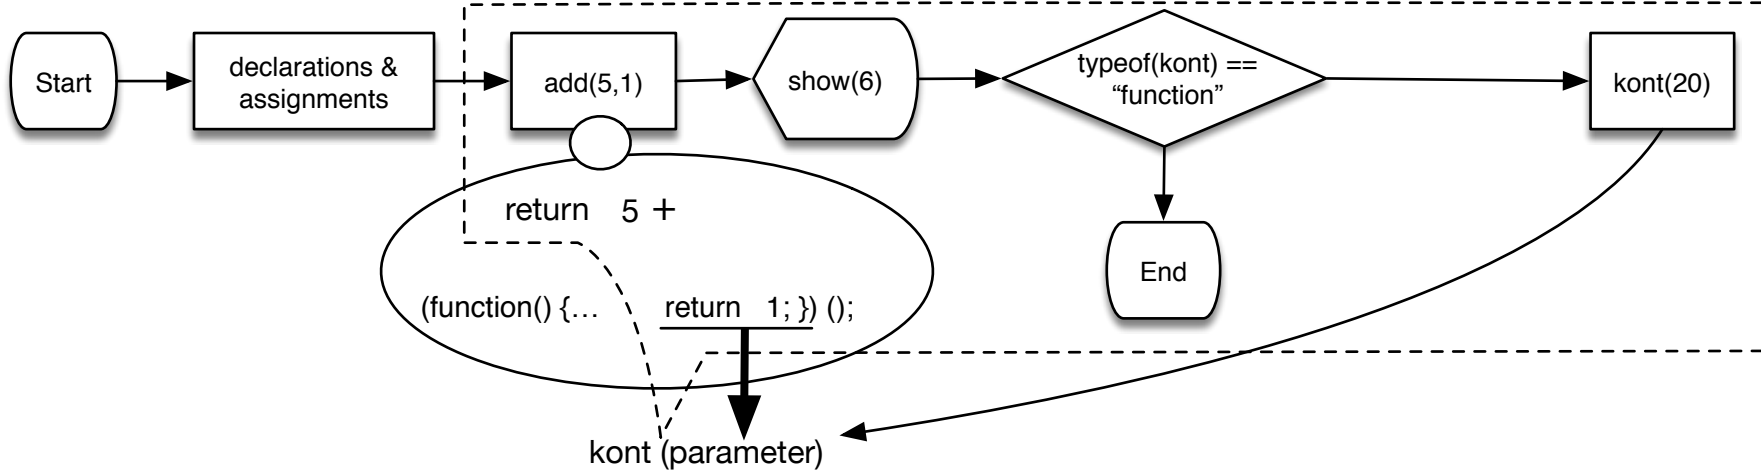 Start
declarations &
assignments
add(5,1)
show(6)
typeof(kont) ==
“function”
kont(20)
return 5 +
(function() {… return 1; }) ();
End
kont (parameter)